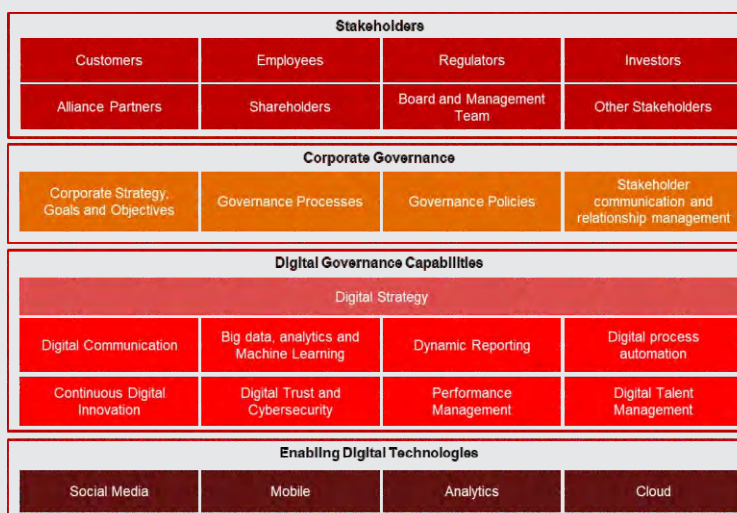 Stakeholders
Customers
Employees
Regulators
Investors
Alliance Partners
Shareholders
Board and Management
Team
Other Stakeholders
Corporate Governance
Corporate Strategy,
Goals and Objectives
Governance Processes
Governance Policies
Stakeholder
communication and
relationship management
Digital Governance Capabilities
Digital Strategy
Digital Communication
Big data, analytics and
Machine Learning
Dynamic Reporting
Digital process
automation
Continuous Digital
Innovation
Digital Trust and
Cybersecurity
Performance
Management
Digital Talent
Management
Enabling Digital Technologies
Social Media
Mobile
Analytics
Cloud